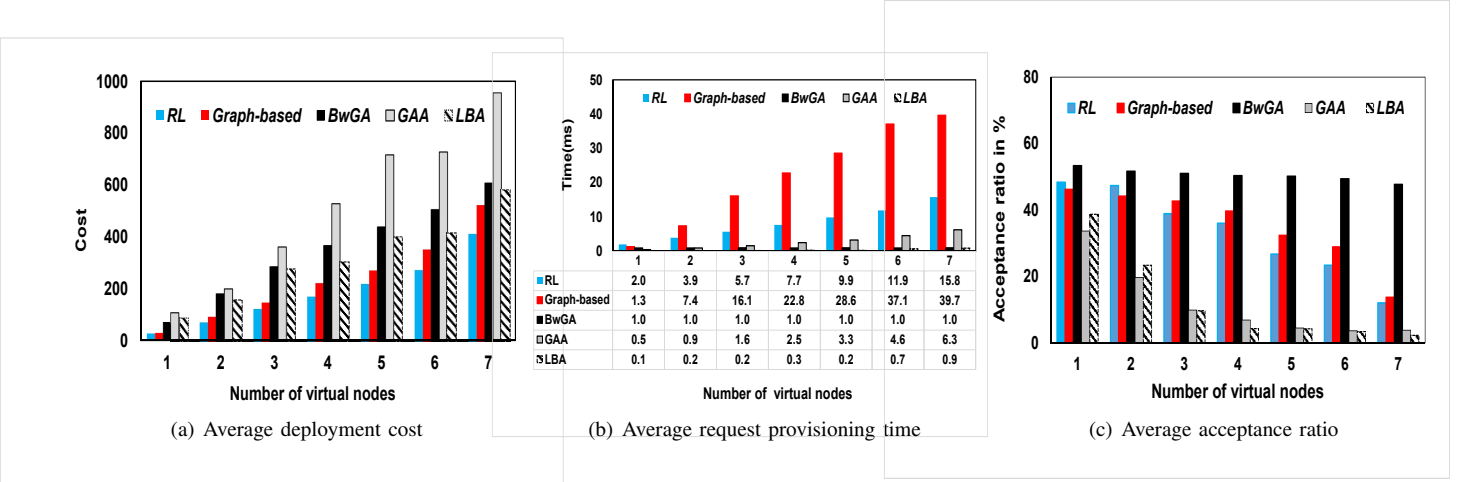 1000
800
600
400
200
0
Cost
RL Graph-based BwGA GAA LBA
1 2 3 4 5 6 7
Number of virtual nodes
(a) Average deployment cost
50
40
30
20
10
0
Time(ms)
RL Graph-based BwGA GAA LBA
1 2 3 4 5 6 7
RL 2.0 3.9 5.7 7.7 9.9 11.9 15.8
Graph-based 1.3 7.4 16.1 22.8 28.6 37.1 39.7
BwGA 1.0 1.0 1.0 1.0 1.0 1.0 1.0
GAA 0.5 0.9 1.6 2.5 3.3 4.6 6.3
LBA 0.1 0.2 0.2 0.3 0.2 0.7 0.9
Number of virtual nodes
(b) Average request provisioning time
80
60
40
20
0
Acceptance ratio in %
RL Graph-based BwGA GAA LBA
1 2 3 4 5 6 7
Number of virtual nodes
(c) Average acceptance ratio